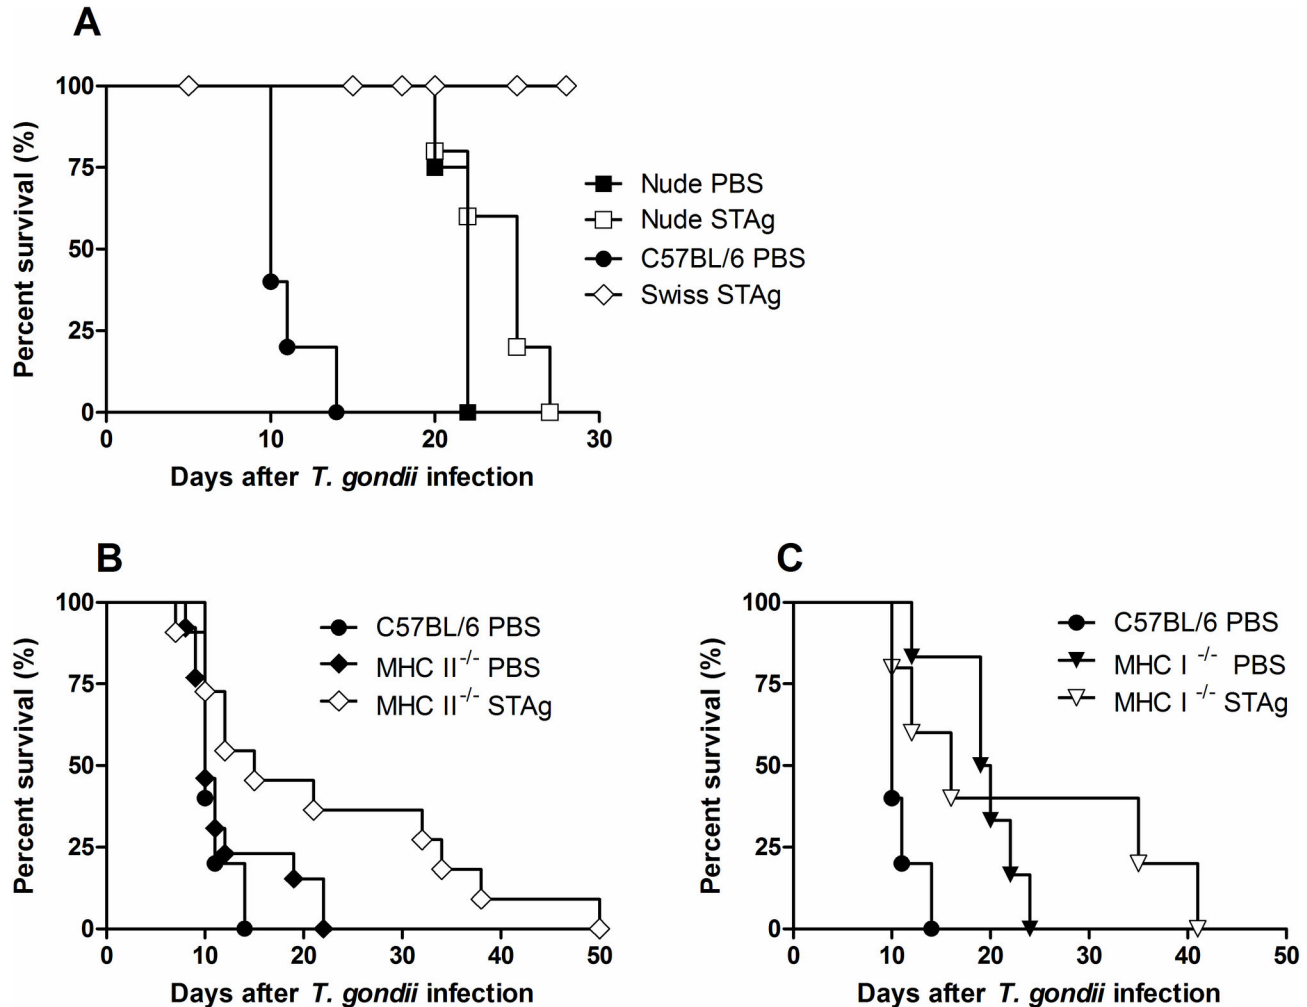 A
100
75
50
25
0
Percent survival (%)
0 10 20 30
Days after T. gondii infection
Nude PBS
Nude STAg
C57BL/6 PBS
Swiss STAg
B
100
75
50
25
0
Percent survival (%)
0 10 20 30 40 50
Days after T. gondii infection
C57BL/6 PBS
MHC II-/- PBS
MHC II-/- STAg
C
100
75
50
25
0
Percent survival (%)
0 10 20 30 40 50
Days after T. gondii infection
C57BL/6 PBS
MHC I -/- PBS
MHC I -/- STAg